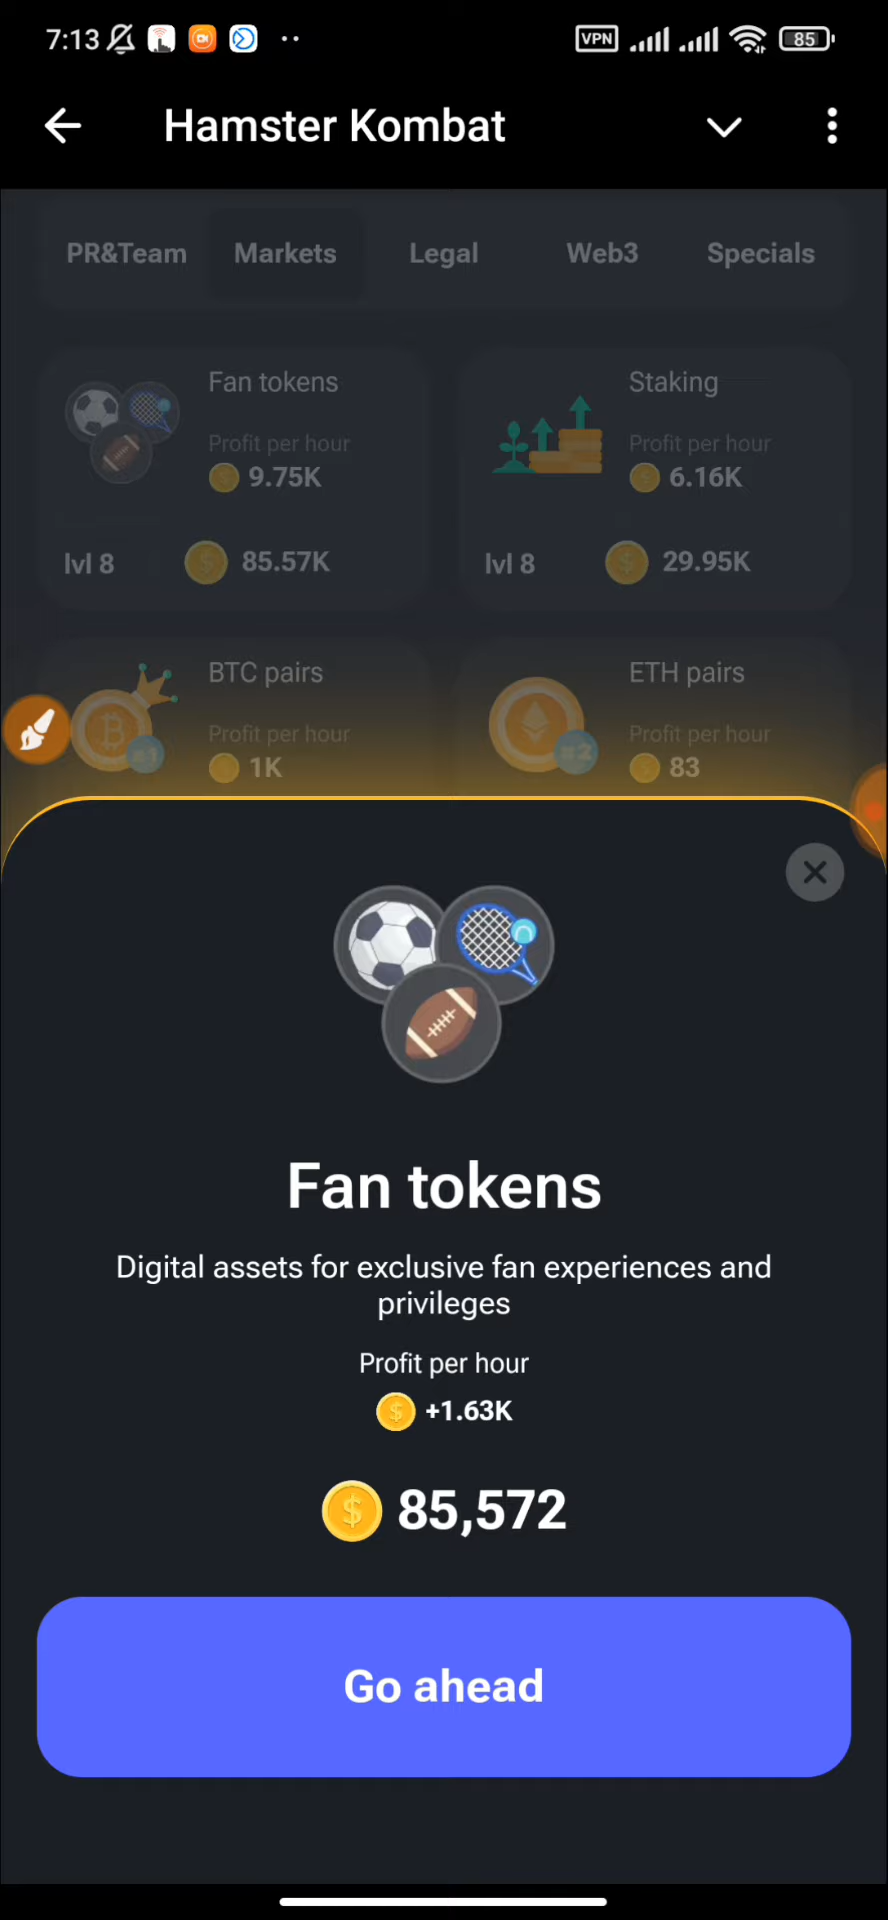 7:13
VPN
85
Hamster Kombat
PR&Team Markets Legal Web3 Specials
Fan tokens
Profit per hour
9.75K
lvl 8 85.57K
Staking
Profit per hour
6.16K
lvl 8 29.95K
BTC pairs
Profit per hour
1K
#1
ETH pairs
Profit per hour
83
#2
Fan tokens
Digital assets for exclusive fan experiences and
privileges
Profit per hour
+1.63K
85,572
Go ahead